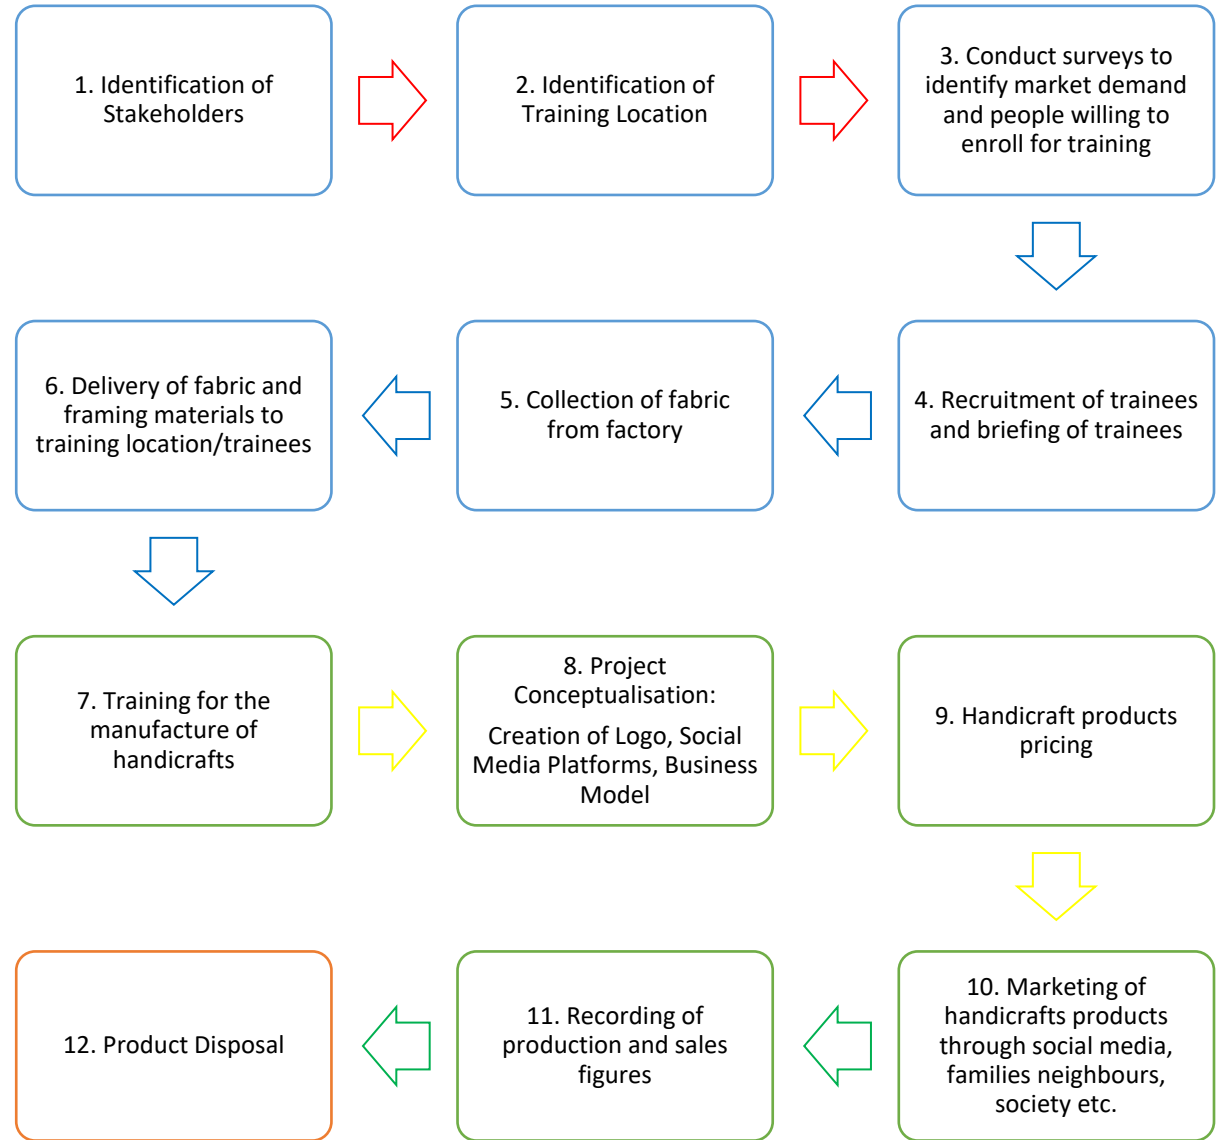 1. Identification of
Stakeholders
2. Identification of
Training Location
3. Conduct surveys to
identify market demand
and people willing to
enroll for training
4. Recruitment of trainees
and briefing of trainees
5. Collection of fabric
from factory
6. Delivery of fabric and
framing materials to
training location/trainees
7. Training for the
manufacture of
handicrafts
8. Project
Conceptualisation:
Creation of Logo, Social
Media Platforms, Business
Model
9. Handicraft products
pricing
10. Marketing of
handicrafts products
through social media,
families neighbours,
society etc.
11. Recording of
production and sales
figures
12. Product Disposal